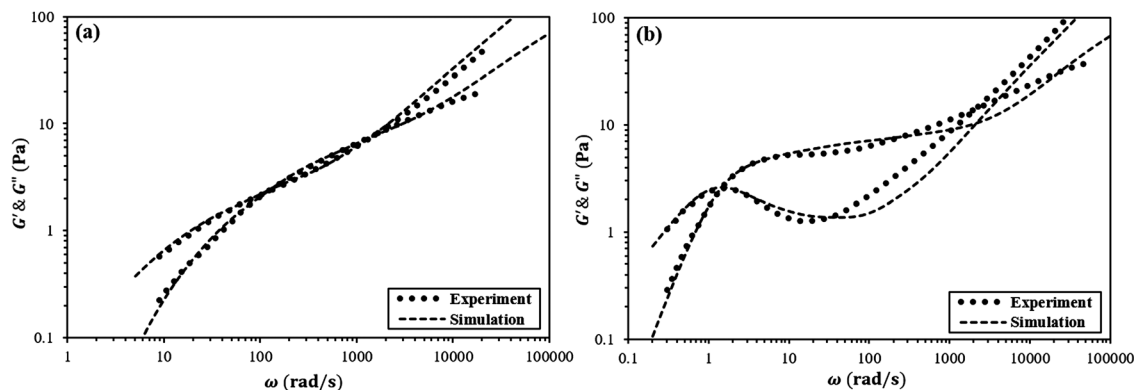 (a)
100
10
1
0.1
G′ & G″ (Pa)
1 10 100 1000 10000 100000
ω (rad/s)
Experiment
Simulation
(b)
100
10
1
0.1
G′ & G″ (Pa)
0.1 1 10 100 1000 10000 100000
ω (rad/s)
Experiment
Simulation